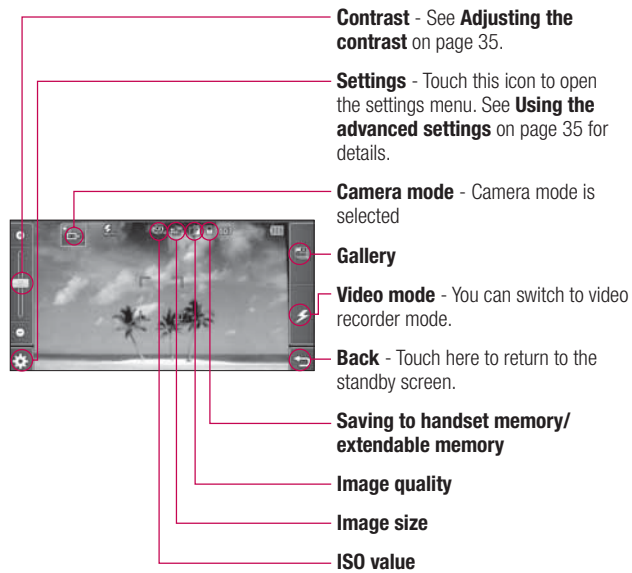 Contrast - See Adjusting the
contrast on page 35.
Settings - Touch this icon to open
the settings menu. See Using the
advanced settings on page 35 for
details.
Camera mode - Camera mode is
selected
Gallery
Video mode - You can switch to video
recorder mode.
Back - Touch here to return to the
standby screen.
Saving to handset memory/
extendable memory
Image quality
Image size
ISO value